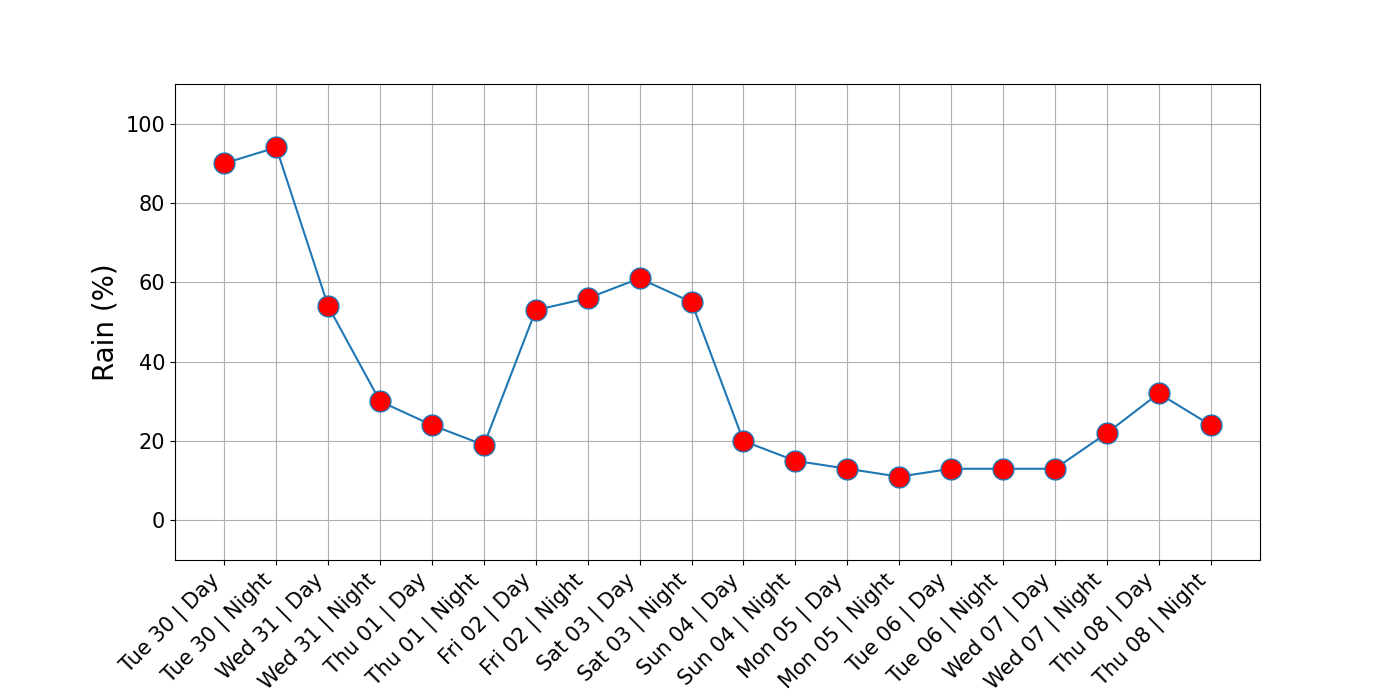 Rain (%)
100
80
60
40
20
0
Tue 30 | Day
Tue 30 | Night
Wed 31 | Day
Wed 31 | Night
Thu 01 | Day
Thu 01 | Night
Fri 02 | Day
Fri 02 | Night
Sat 03 | Day
Sat 03 | Night
Sun 04 | Day
Sun 04 | Night
Mon 05 | Day
Mon 05 | Night
Tue 06 | Day
Tue 06 | Night
Wed 07 | Day
Wed 07 | Night
Thu 08 | Day
Thu 08 | Night